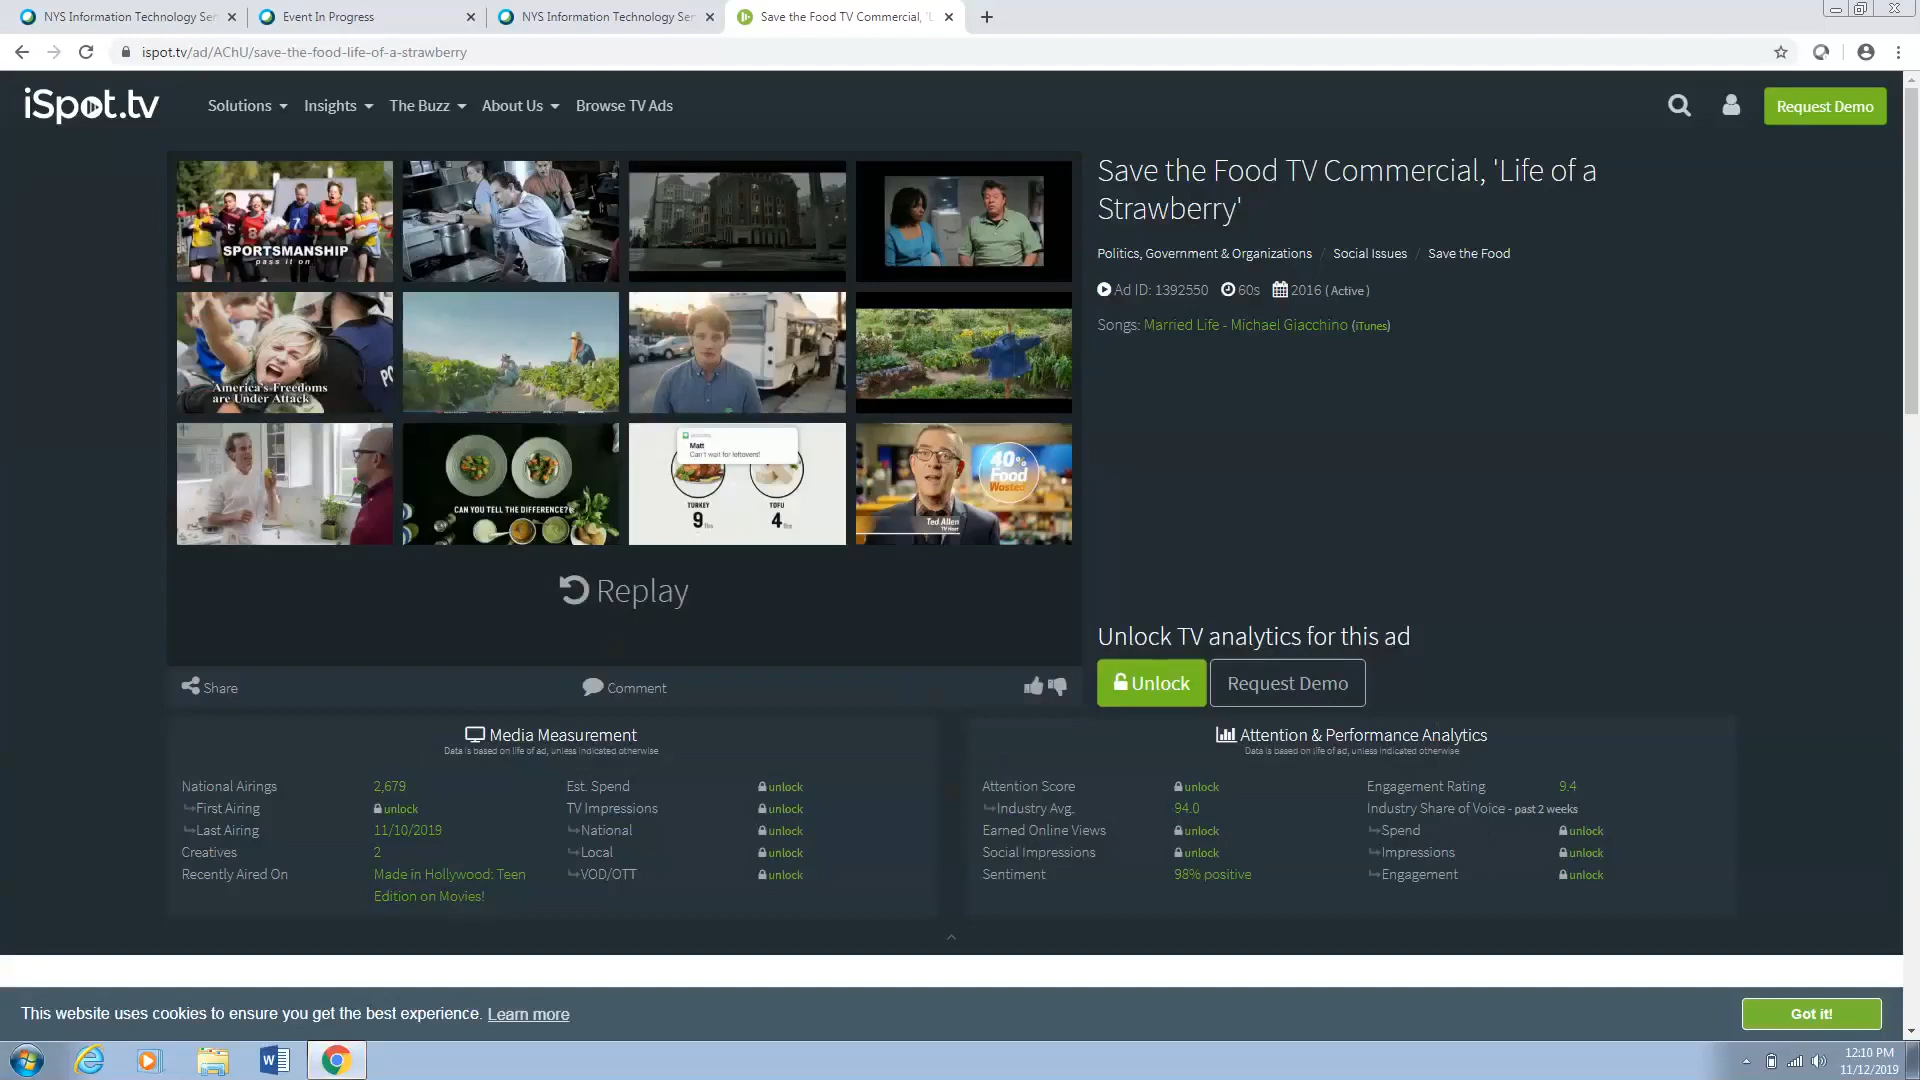 NYS Information Technology Ser
Event In Progress
NYS Information Technology Ser
Save the Food TV Commercial, 'L
ispot.tv/ad/AChU/save-the-food-life-of-a-strawberry
iSpot.tv
Solutions
Insights
The Buzz
About Us
Browse TV Ads
Request Demo
SPORTSMANSHIP
pass it on
America's Freedoms
are Under Attack
CAN YOU TELL THE DIFFERENCE?
Matt
Can't wait for leftovers!
TURKEY
9 lbs
TOFU
4 lbs
40%
Food
Wasted
Ted Allen
TV Host
Replay
Share
Comment
Save the Food TV Commercial, 'Life of a
Strawberry'
Politics, Government & Organizations / Social Issues / Save the Food
Ad ID: 1392550 60s 2016 ( Active )
Songs: Married Life - Michael Giacchino (iTunes)
Unlock TV analytics for this ad
Unlock
Request Demo
Media Measurement
Data is based on life of ad, unless indicated otherwise
National Airings 2,679
First Airing unlock
Last Airing 11/10/2019
Creatives 2
Recently Aired On Made in Hollywood: Teen
Edition on Movies!
Est. Spend unlock
TV Impressions unlock
National unlock
Local unlock
VOD/OTT unlock
Attention & Performance Analytics
Data is based on life of ad, unless indicated otherwise
Attention Score unlock
Industry Avg. 94.0
Earned Online Views unlock
Social Impressions unlock
Sentiment 98% positive
Engagement Rating 9.4
Industry Share of Voice - past 2 weeks
Spend unlock
Impressions unlock
Engagement unlock
This website uses cookies to ensure you get the best experience. Learn more
Got it!
12:10 PM
11/12/2019